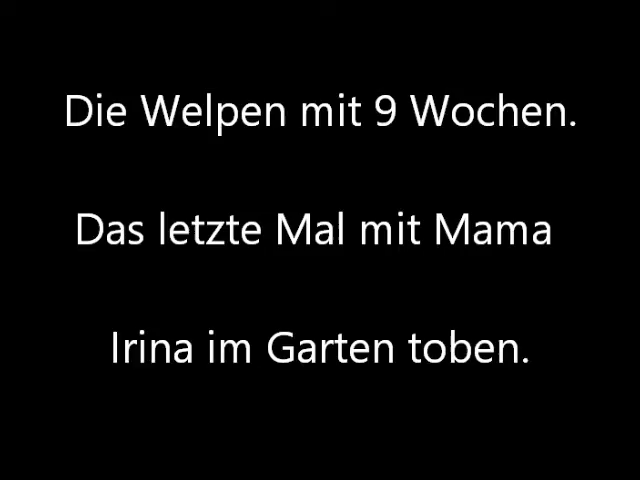 Die Welpen mit 9 Wochen.
Das letzte Mal mit Mama
Irina im Garten toben.